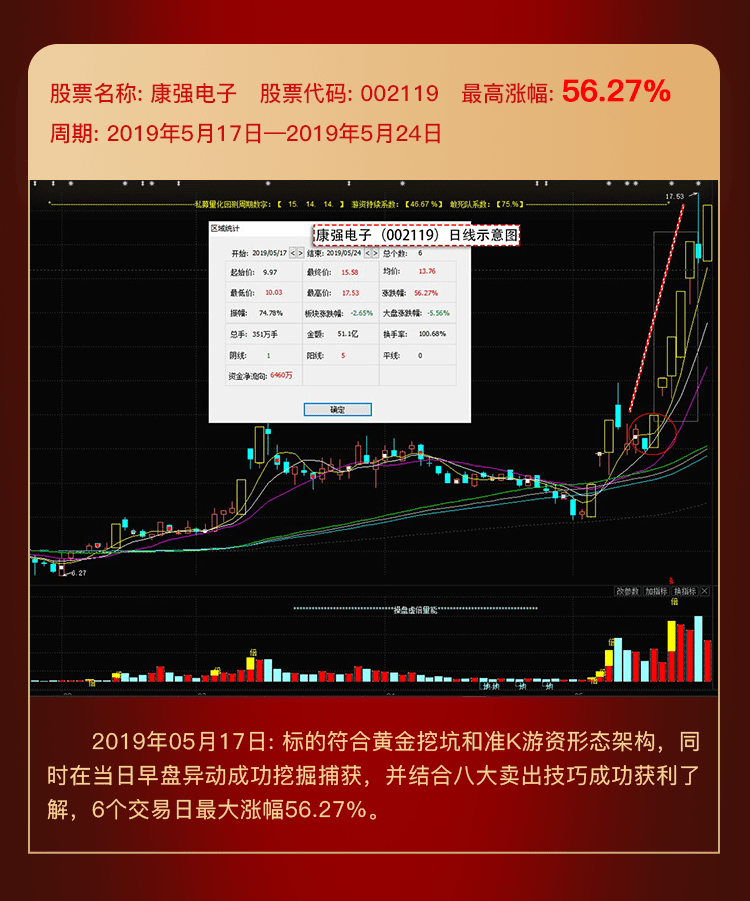 股票名称: 康强电子 股票代码: 002119 最高涨幅: 56.27%
周期: 2019年5月17日—2019年5月24日
私募量化因测周期数字:【 15. 14. 14. 】 游资持续系数:【46.67 %】 敢死队系数:【75.%】
17.53
区域统计
康强电子（002119）日线示意图
开始: 2019/05/17 <> 结束: 2019/05/24 <> 总个数: 6
起始价: 9.97 最终价: 15.58 均价: 13.76
最低价: 10.03 最高价: 17.53 涨跌幅: 56.27%
振幅: 74.78% 板块涨跌幅: -2.65% 大盘涨跌幅: -5.56%
总手: 351万手 金额: 51.1亿 换手率: 100.68%
阴线: 1 阳线: 5 平线: 0
资金净流向: 6460万
确定
6.27
改参数 加指标 换指标 X
操盘虚倍量能
倍
倍
倍
倍
倍
倍
倍
2019年05月17日: 标的符合黄金挖坑和准K游资形态架构，同
时在当日早盘异动成功挖掘捕获，并结合八大卖出技巧成功获利了
解，6个交易日最大涨幅56.27%。